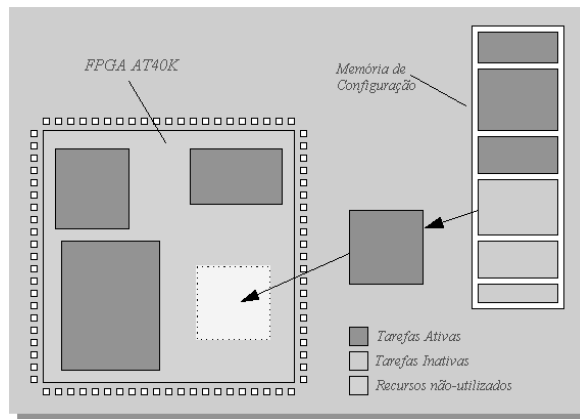 FPGA AT40K
Memória de
Configuração
Tarefas Ativas
Tarefas Inativas
Recursos não-utilizados